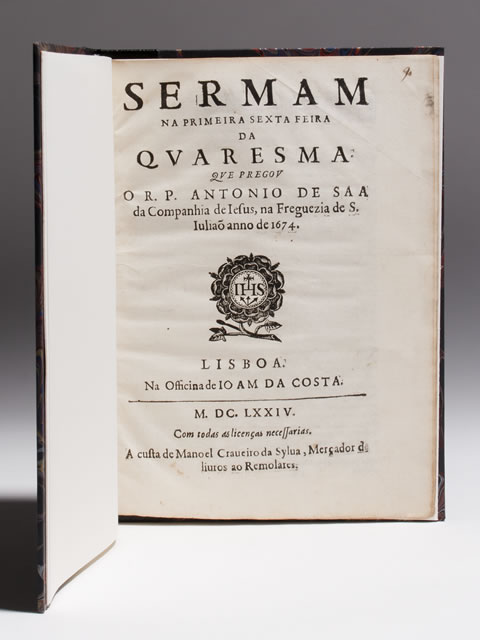 SERMAM
NA PRIMEIRA SEXTA FEIRA
DA
QVARESMA
QVE PREGOV
O R. P. ANTONIO DE SAA
da Companhia de Iesus, na Freguezia de S.
Iuliaõ anno de 1674.
IHS
LISBOA.
Na Officina de IOAM DA COSTA.
M. DC. LXXIV.
Com todas as licenças necessarias.
A custa de Manoel Craueiro da Sylua, Merçador d
liuros ao Remolares.